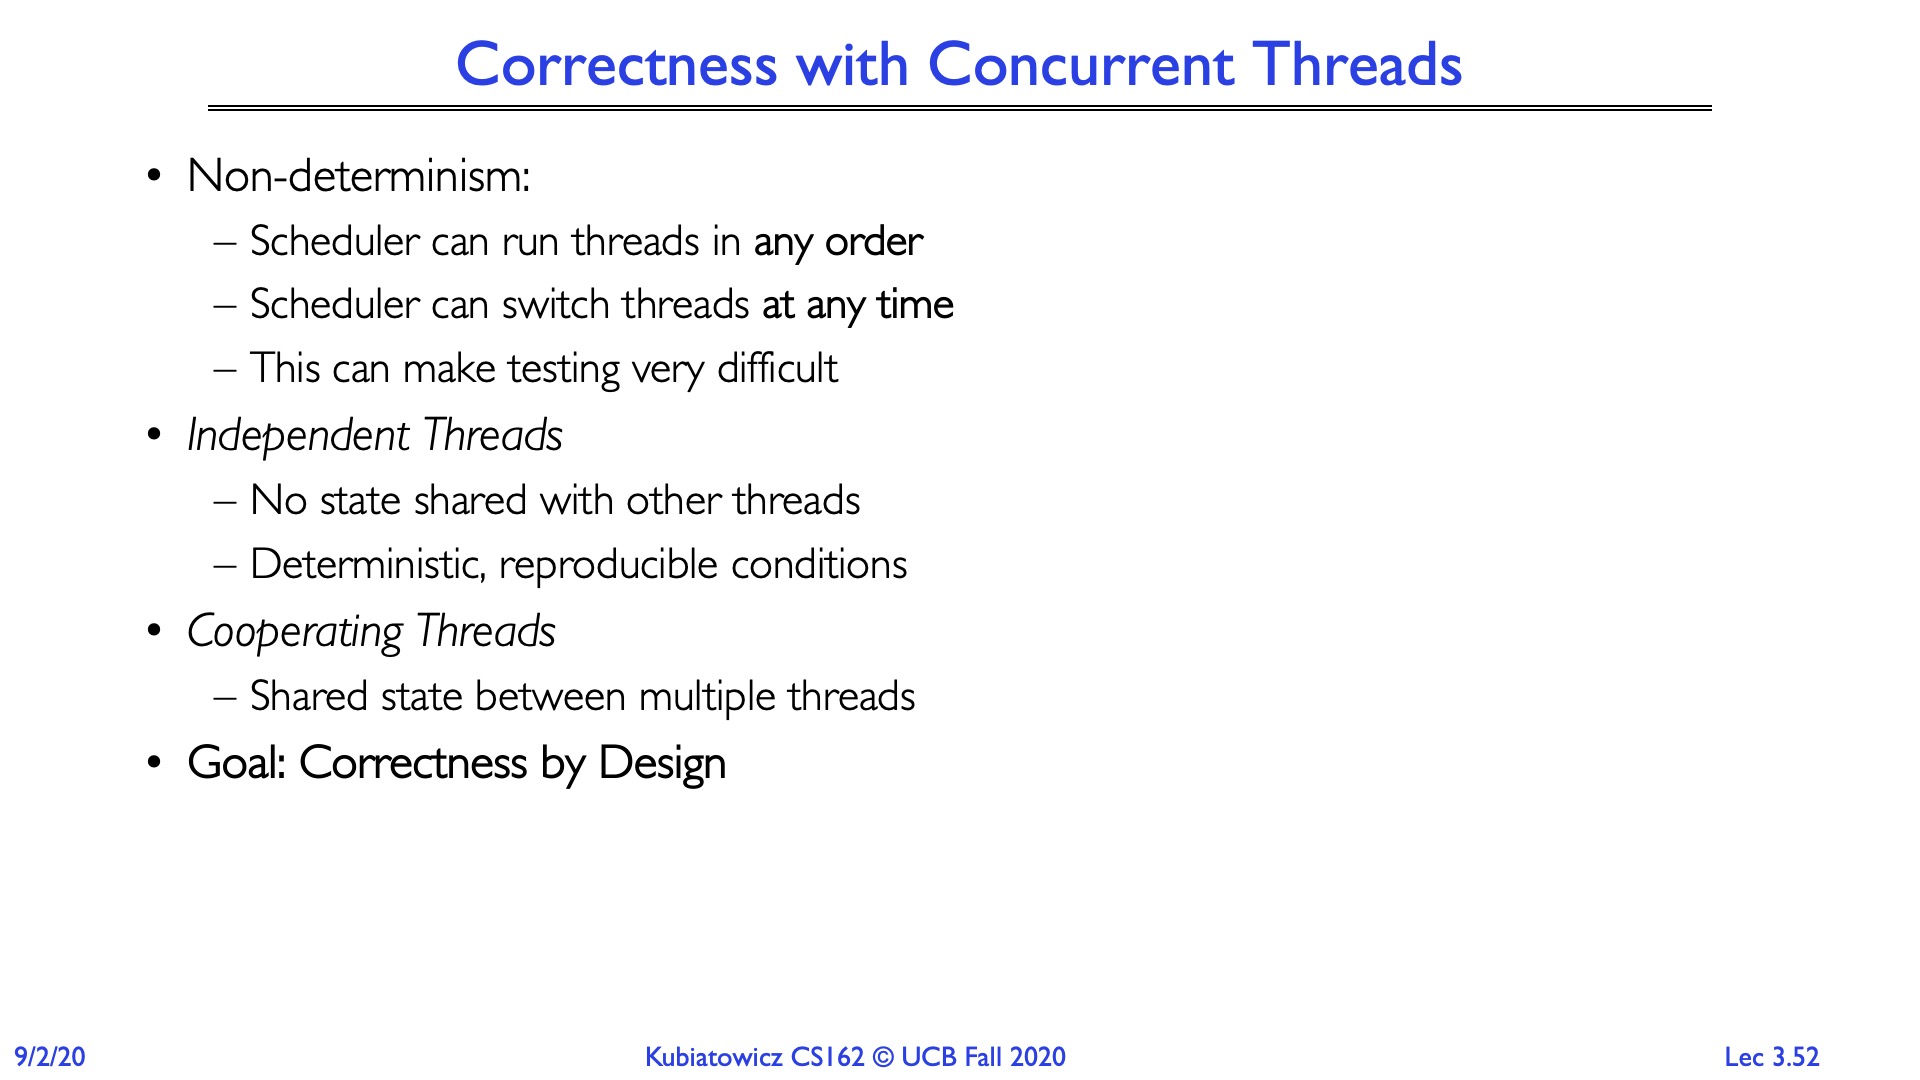 Correctness with Concurrent Threads
• Non-determinism:
– Scheduler can run threads in any order
– Scheduler can switch threads at any time
– This can make testing very difficult
• Independent Threads
– No state shared with other threads
– Deterministic, reproducible conditions
• Cooperating Threads
– Shared state between multiple threads
• Goal: Correctness by Design
9/2/20
Kubiatowicz CS162 © UCB Fall 2020
Lec 3.52